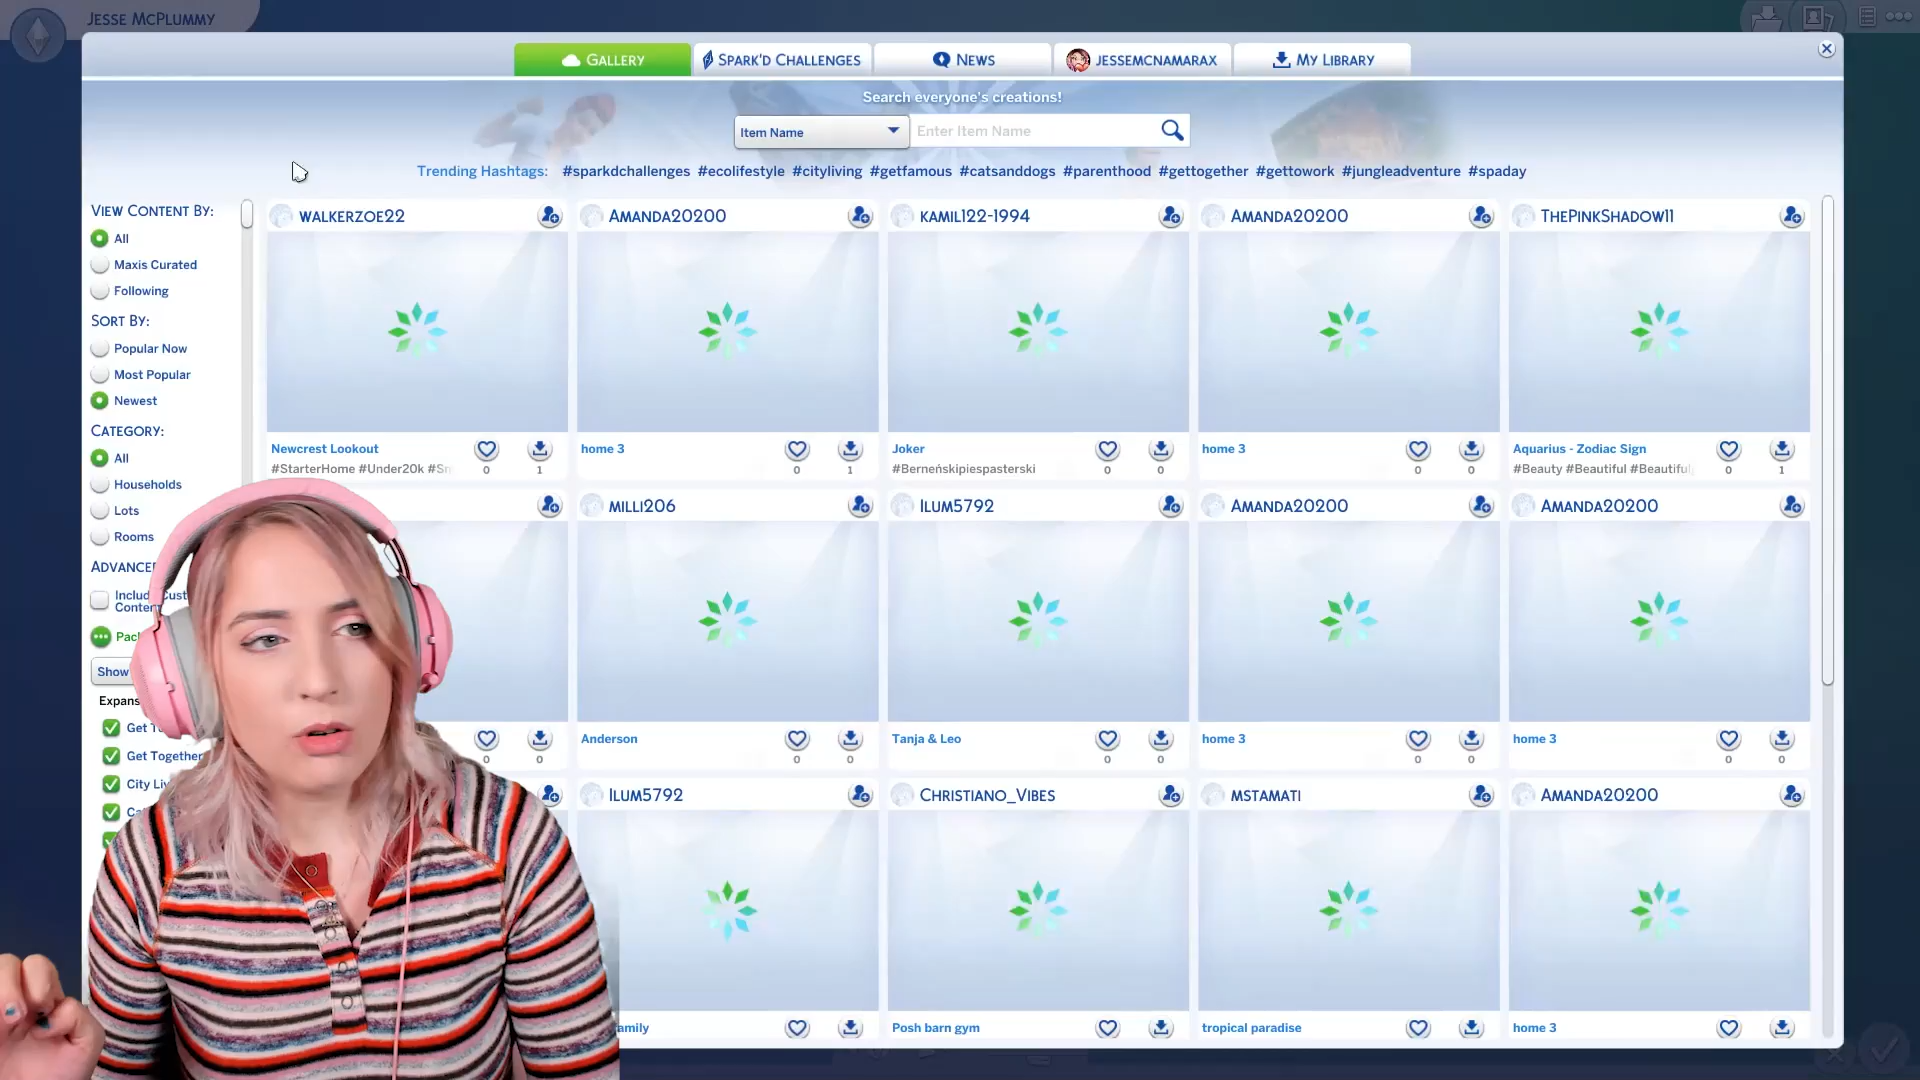 Jesse McPlummy
Gallery
Spark'd Challenges
News
jessemcnamarax
My Library
Search everyone's creations!
Item Name
Enter Item Name
Trending Hashtags: #sparkdchallenges #ecolifestyle #cityliving #getfamous #catsanddogs #parenthood #gettogether #gettowork #jungleadventure #spaday
View Content By:
All
Maxis Curated
Following
Sort By:
Popular Now
Most Popular
Newest
Category:
All
Households
Lots
Rooms
Show
Get Together
walkerzoe22
Newcrest Lookout
#StarterHome #Under20k
0
1
Amanda20200
home 3
0
1
kamil122-1994
Joker
#Berneńskipiespasterski
0
0
Amanda20200
home 3
0
0
ThePinkShadow11
Aquarius - Zodiac Sign
#Beauty #Beautiful #Beautiful
0
1
0
0
milli206
Anderson
0
0
Ilum5792
Tanja & Leo
0
0
Amanda20200
home 3
0
0
Amanda20200
home 3
0
0
Ilum5792
Christiano_Vibes
Posh barn gym
mstamati
tropical paradise
Amanda20200
home 3